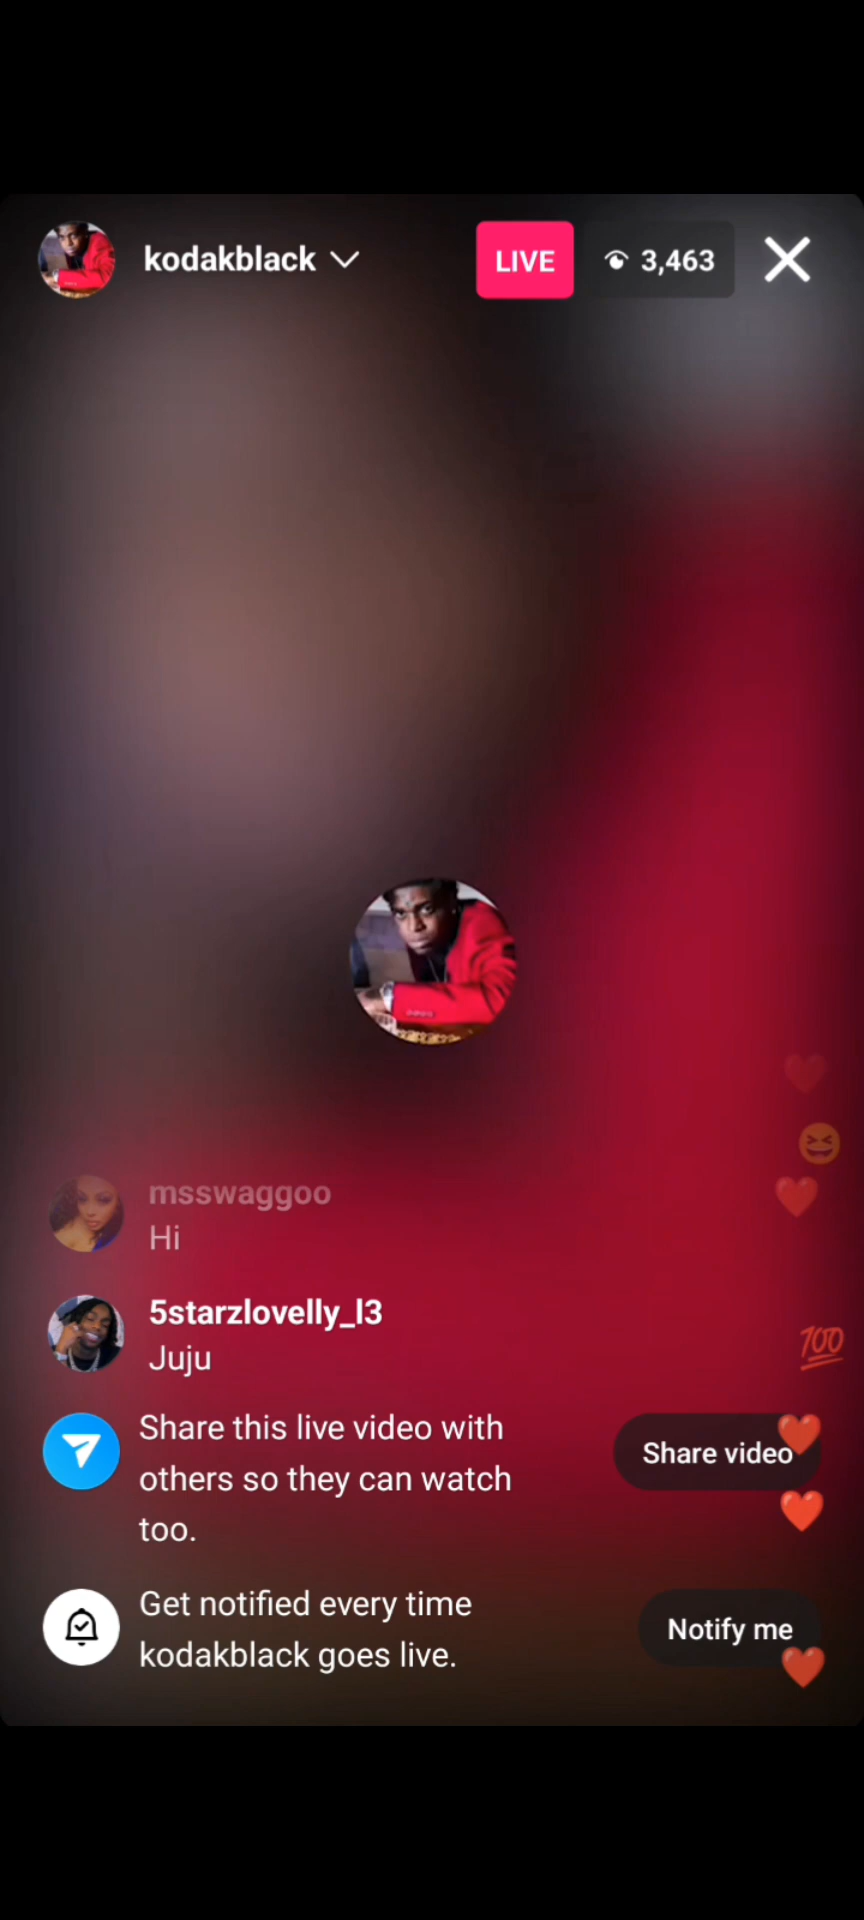 kodakblack
LIVE
3,463
msswaggoo
Hi
5starzlovelly_l3
Juju
Share this live video with
others so they can watch
too.
Share video
Get notified every time
kodakblack goes live.
Notify me
💯